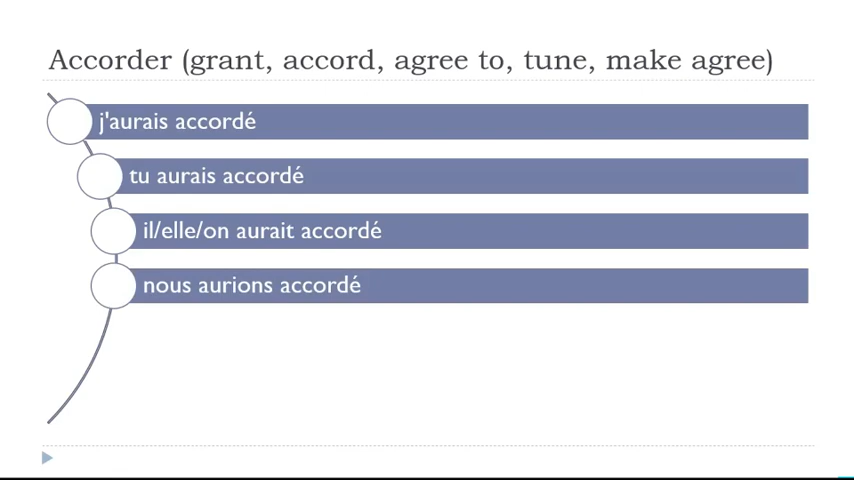 Accorder (grant, accord, agree to, tune, make agree)
j'aurais accordé
tu aurais accordé
il/elle/on aurait accordé
nous aurions accordé